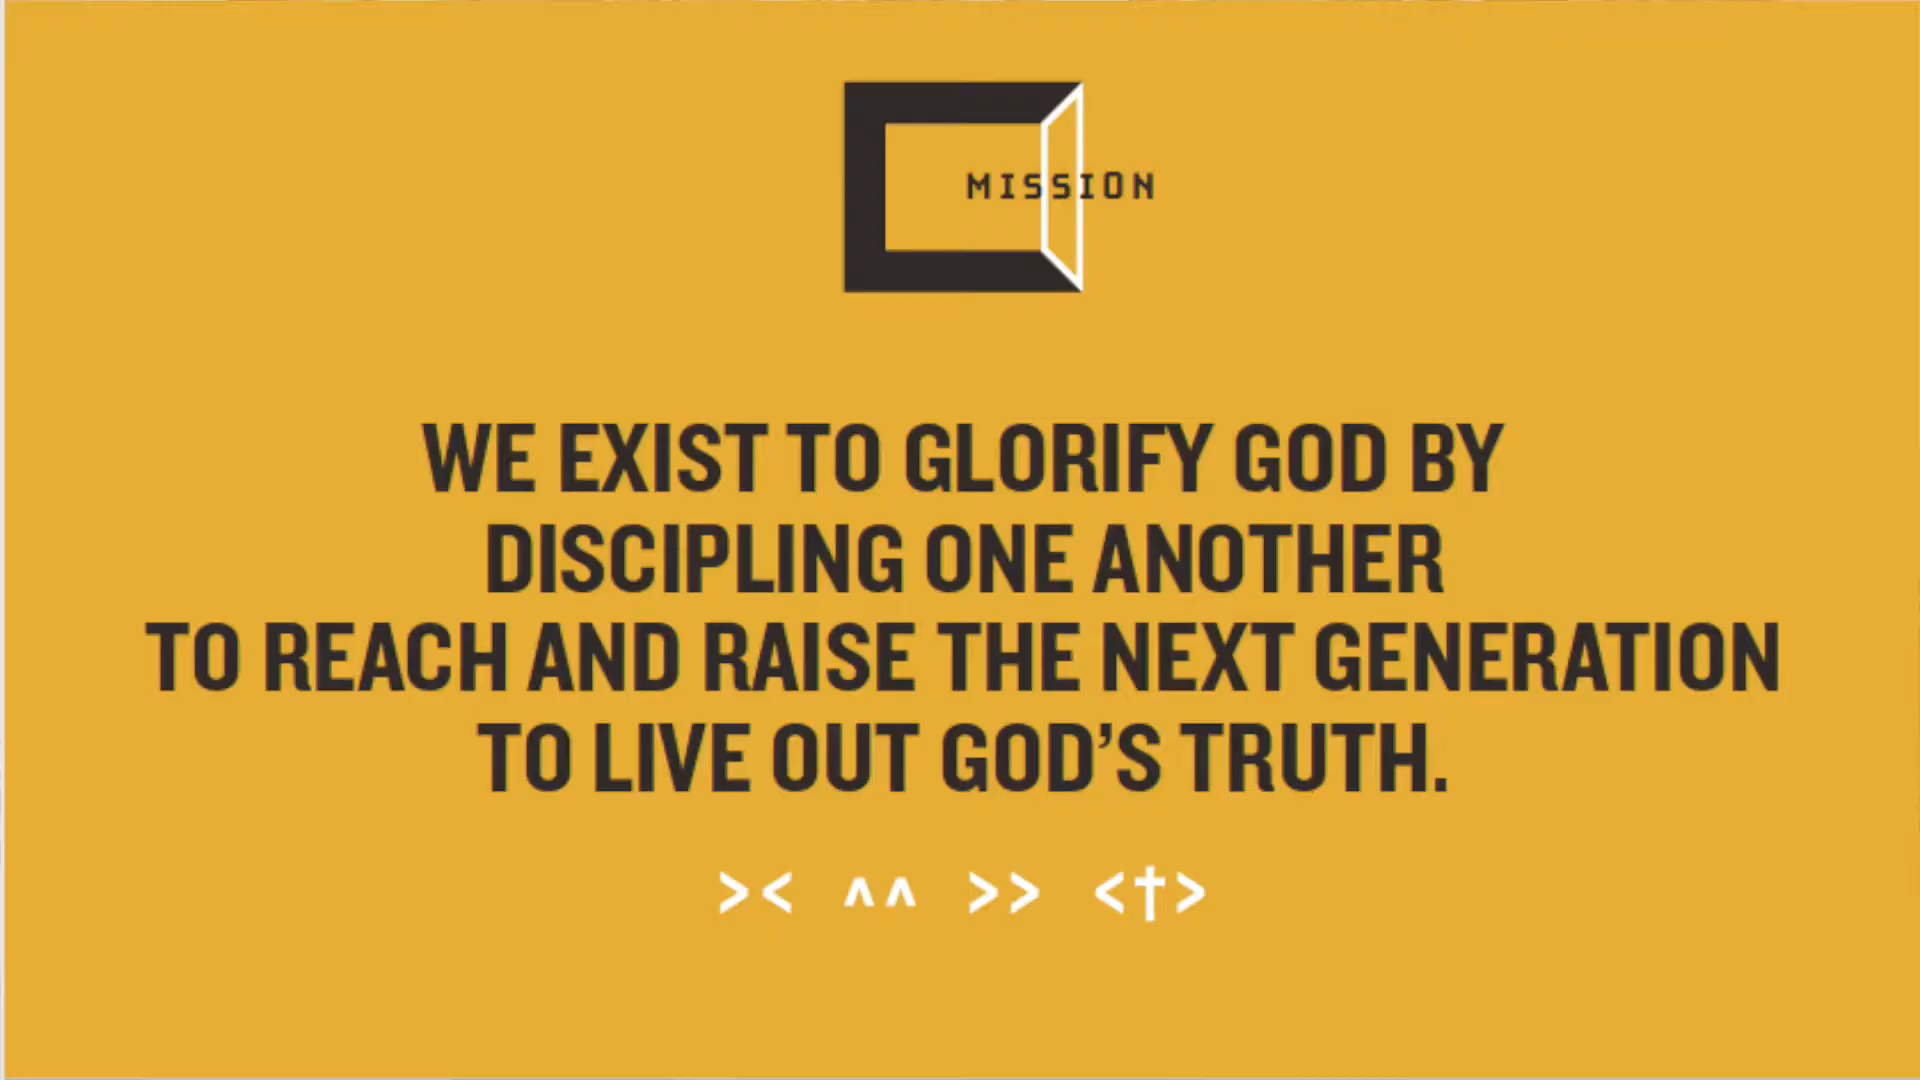 MISSION
WE EXIST TO GLORIFY GOD BY
DISCIPLING ONE ANOTHER
TO REACH AND RAISE THE NEXT GENERATION
TO LIVE OUT GOD’S TRUTH.
>< ^^ >> <†>